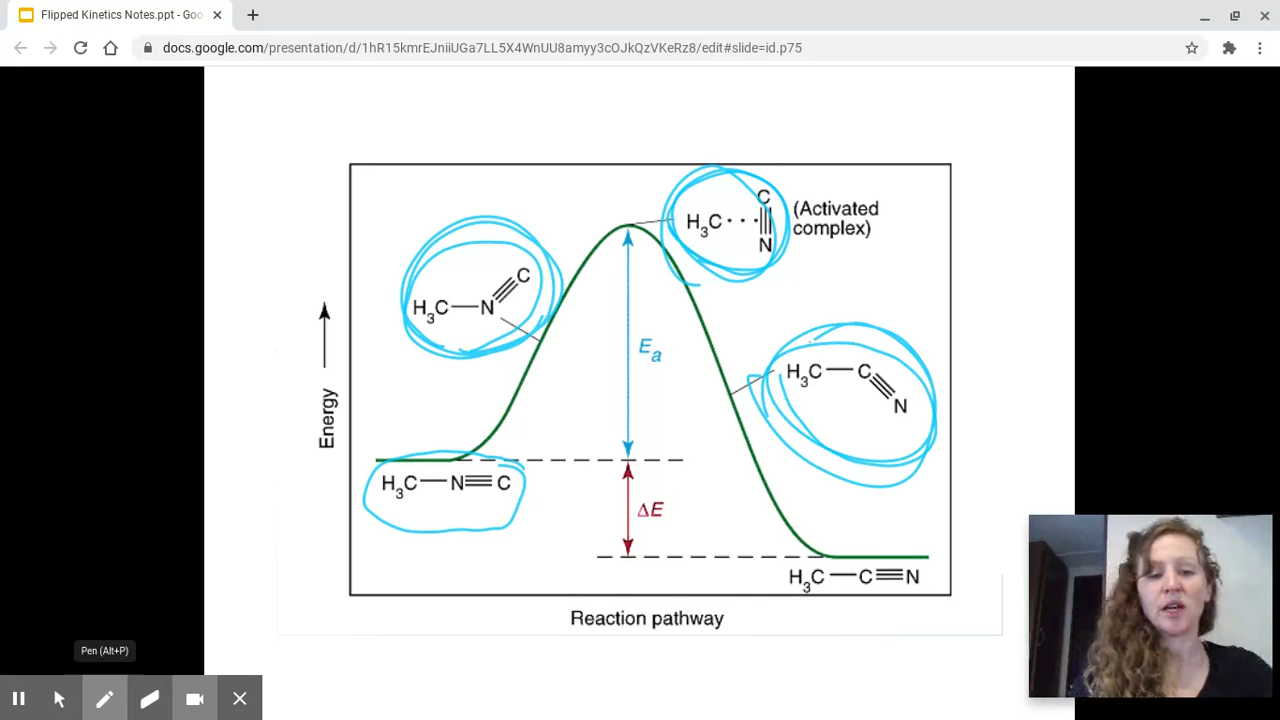 Flipped Kinetics Notes.ppt - Goo
docs.google.com/presentation/d/1hR15kmrEJniiUGa7LL5X4WnUU8amyy3cOJkQzVKeRz8/edit#slide=id.p75
C
H3C···
N
(Activated
complex)
C
H3C—N
Ea
H3C—C
N
Energy
H3C—N≡C
ΔE
H3C—C≡N
Reaction pathway
Pen (Alt+P)